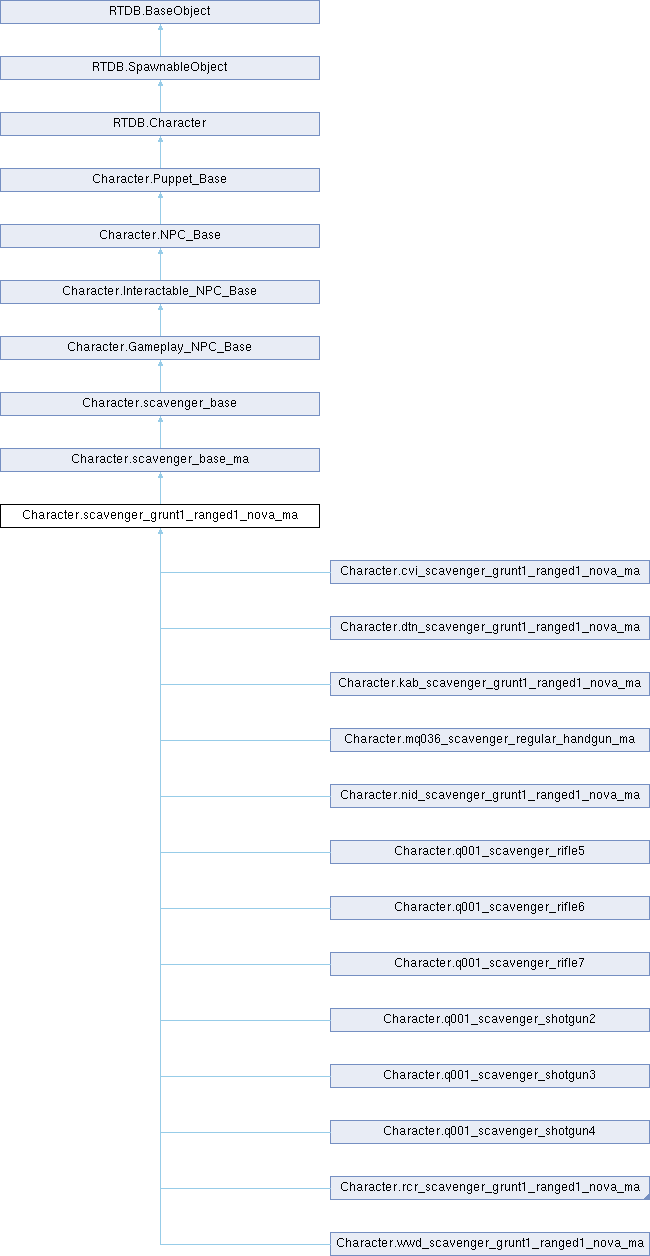 RTDB.BaseObject
RTDB.SpawnableObject
RTDB.Character
Character.Puppet_Base
Character.NPC_Base
Character.Interactable_NPC_Base
Character.Gameplay_NPC_Base
Character.scavenger_base
Character.scavenger_base_ma
Character.scavenger_grunt1_ranged1_nova_ma
Character.cvi_scavenger_grunt1_ranged1_nova_ma
Character.dtn_scavenger_grunt1_ranged1_nova_ma
Character.kab_scavenger_grunt1_ranged1_nova_ma
Character.mq036_scavenger_regular_handgun_ma
Character.nid_scavenger_grunt1_ranged1_nova_ma
Character.q001_scavenger_rifle5
Character.q001_scavenger_rifle6
Character.q001_scavenger_rifle7
Character.q001_scavenger_shotgun2
Character.q001_scavenger_shotgun3
Character.q001_scavenger_shotgun4
Character.rcr_scavenger_grunt1_ranged1_nova_ma
Character.wwd_scavenger_grunt1_ranged1_nova_ma